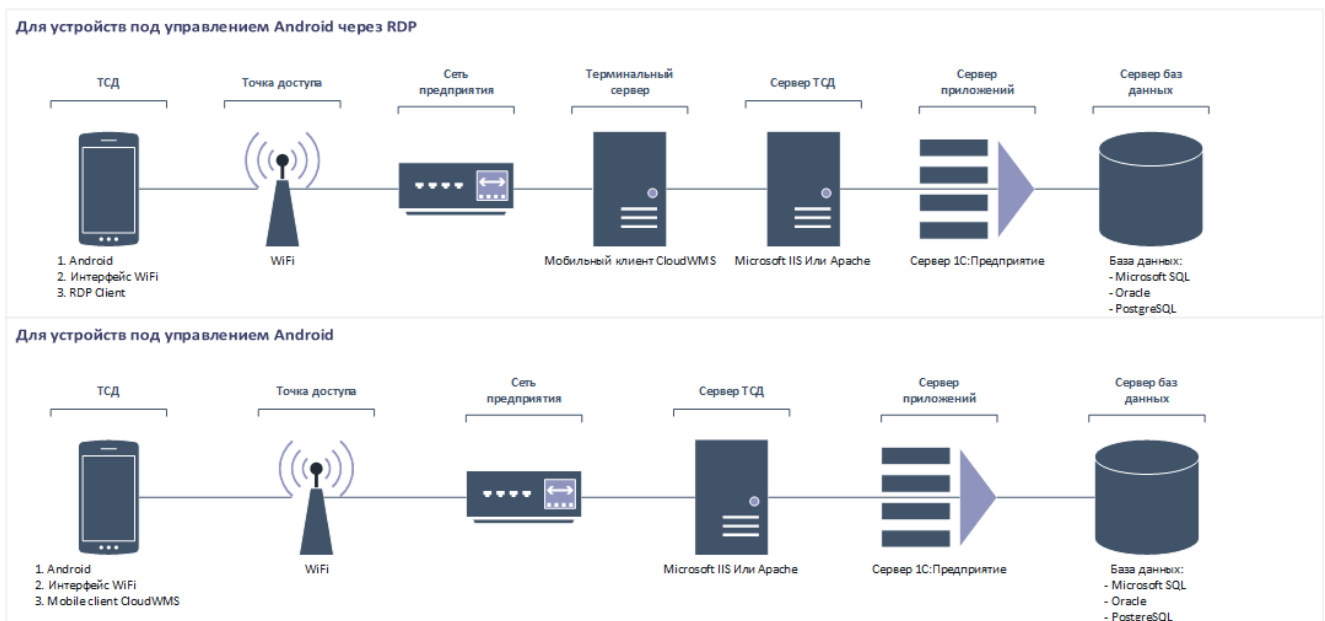 Для устройств под управлением Android через RDP
ТСД
Точка доступа
Сеть
предприятия
Терминальный
сервер
Сервер ТСД
Сервер
приложений
Сервер баз
данных
1. Android
2. Интерфейс WiFi
3. RDP Client
WiFi
Мобильный клиент CloudWMS
Microsoft IIS Или Apache
Сервер 1С:Предприятие
База данных:
- Microsoft SQL
- Oracle
- PostgreSQL
Для устройств под управлением Android
ТСД
Точка доступа
Сеть
предприятия
Сервер ТСД
Сервер
приложений
Сервер баз
данных
1. Android
2. Интерфейс WiFi
3. Mobile client CloudWMS
WiFi
Microsoft IIS Или Apache
Сервер 1С:Предприятие
База данных:
- Microsoft SQL
- Oracle
- PostgreSQL